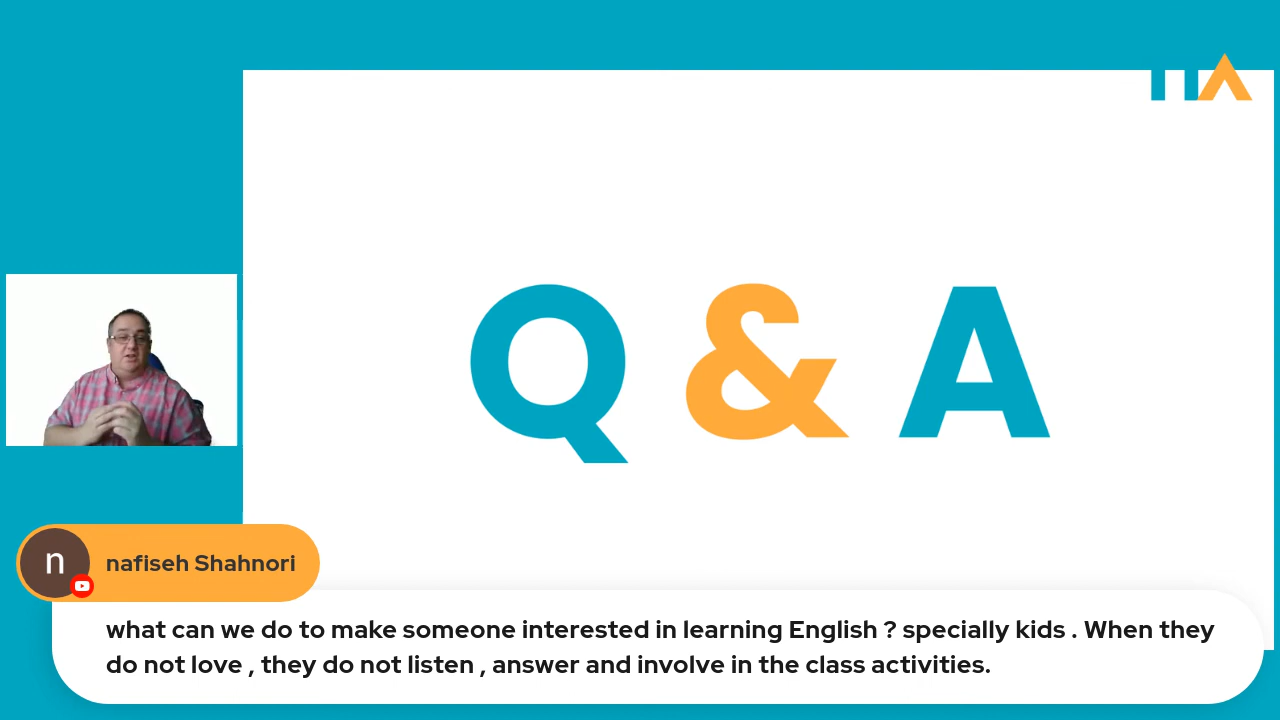 Q & A
n
nafiseh Shahnori
what can we do to make someone interested in learning English ? specially kids . When they
do not love , they do not listen , answer and involve in the class activities.